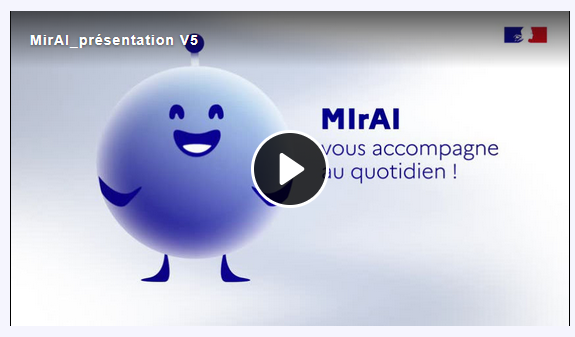 MirAI_présentation V5
MIrAI
vous accompagne
au quotidien !